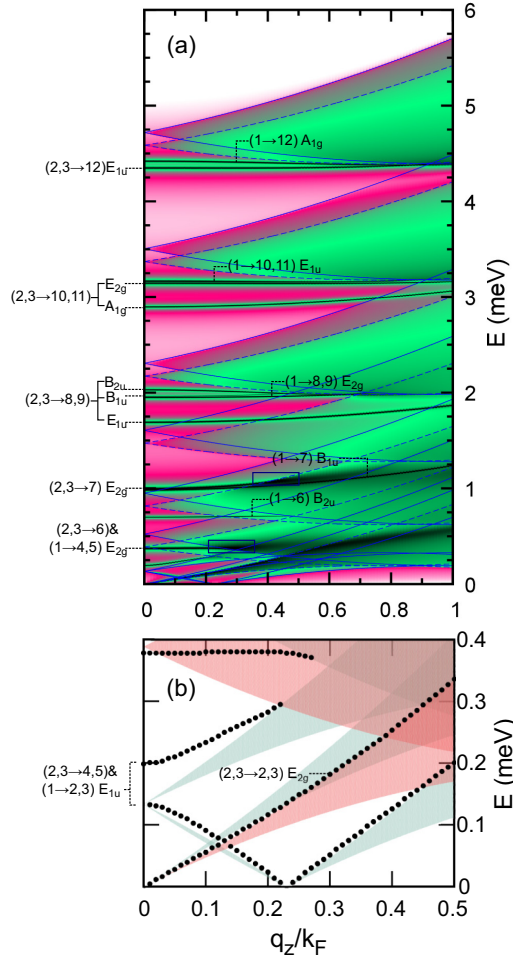 (a)
6
5
4
3
2
1
0
E (meV)
(1→12) A1g
(2,3→12)E1u
(1→10,11) E1u
E2g
(2,3→10,11)
A1g
B2u
(1→8,9) E2g
(2,3→8,9)
B1u
E1u
(1→7) B1u
(2,3→7) E2g
(1→6) B2u
(2,3→6)&
(1→4,5) E2g
0 0.2 0.4 0.6 0.8 1
(b)
0.4
0.3
0.2
0.1
0
E (meV)
(2,3→4,5)&
(1→2,3) E1u
(2,3→2,3) E2g
0 0.1 0.2 0.3 0.4 0.5
qz/kF